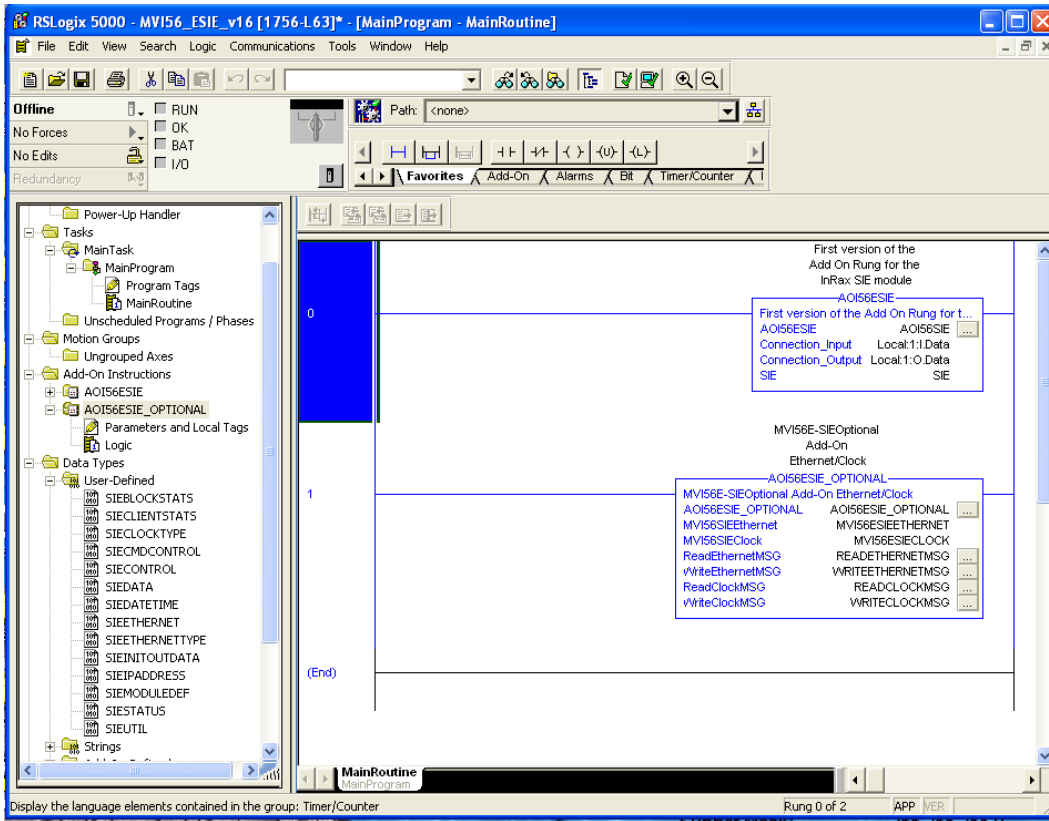 RSLogix 5000 - MVI56_ESIE_v16 [1756-L63]* - [MainProgram - MainRoutine]
File Edit View Search Logic Communications Tools Window Help
Offline
RUN
No Forces
OK
No Edits
BAT
Redundancy
I/O
Path: <none>
Favorites Add-On Alarms Bit Timer/Counter
Power-Up Handler
Tasks
MainTask
MainProgram
Program Tags
MainRoutine
Unscheduled Programs / Phases
Motion Groups
Ungrouped Axes
Add-On Instructions
AOI56ESIE
AOI56ESIE_OPTIONAL
Parameters and Local Tags
Logic
Data Types
User-Defined
SIEBLOCKSTATS
SIECLIENTSTATS
SIECLOCKTYPE
SIECMDCONTROL
SIECONTROL
SIEDATA
SIEDATETIME
SIEETHERNET
SIEETHERNETTYPE
SIEINITOUTDATA
SIEIPADDRESS
SIEMODULEDEF
SIESTATUS
SIEUTIL
Strings
0
First version of the
Add On Rung for the
InRax SIE module
AOI56ESIE
First version of the Add On Rung for t...
AOI56ESIE AOI56SIE ...
Connection_Input Local:1:I.Data
Connection_Output Local:1:O.Data
SIE SIE
1
MVI56E-SIEOptional
Add-On
Ethernet/Clock
AOI56ESIE_OPTIONAL
MVI56E-SIEOptional Add-On Ethernet/Clock
AOI56ESIE_OPTIONAL AOI56ESIE_OPTIONAL ...
MVI56SIEEthernet MVI56ESIEETHERNET
MVI56SIEClock MVI56ESIECLOCK
ReadEthernetMSG READETHERNETMSG ...
WriteEthernetMSG WRITEETHERNETMSG ...
ReadClockMSG READCLOCKMSG ...
WriteClockMSG WRITECLOCKMSG ...
(End)
MainRoutine
MainProgram
Display the language elements contained in the group: Timer/Counter
Rung 0 of 2 APP VER